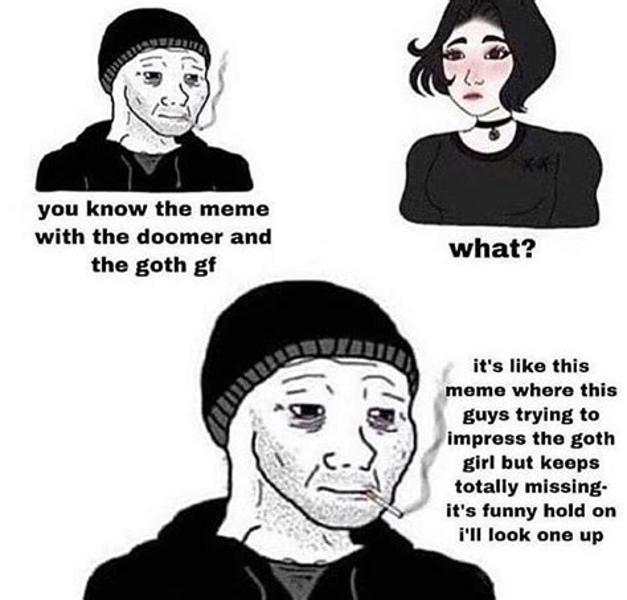 you know the meme
with the doomer and
the goth gf
what?
it's like this
meme where this
guys trying to
impress the goth
girl but keeps
totally missing-
it's funny hold on
i'll look one up